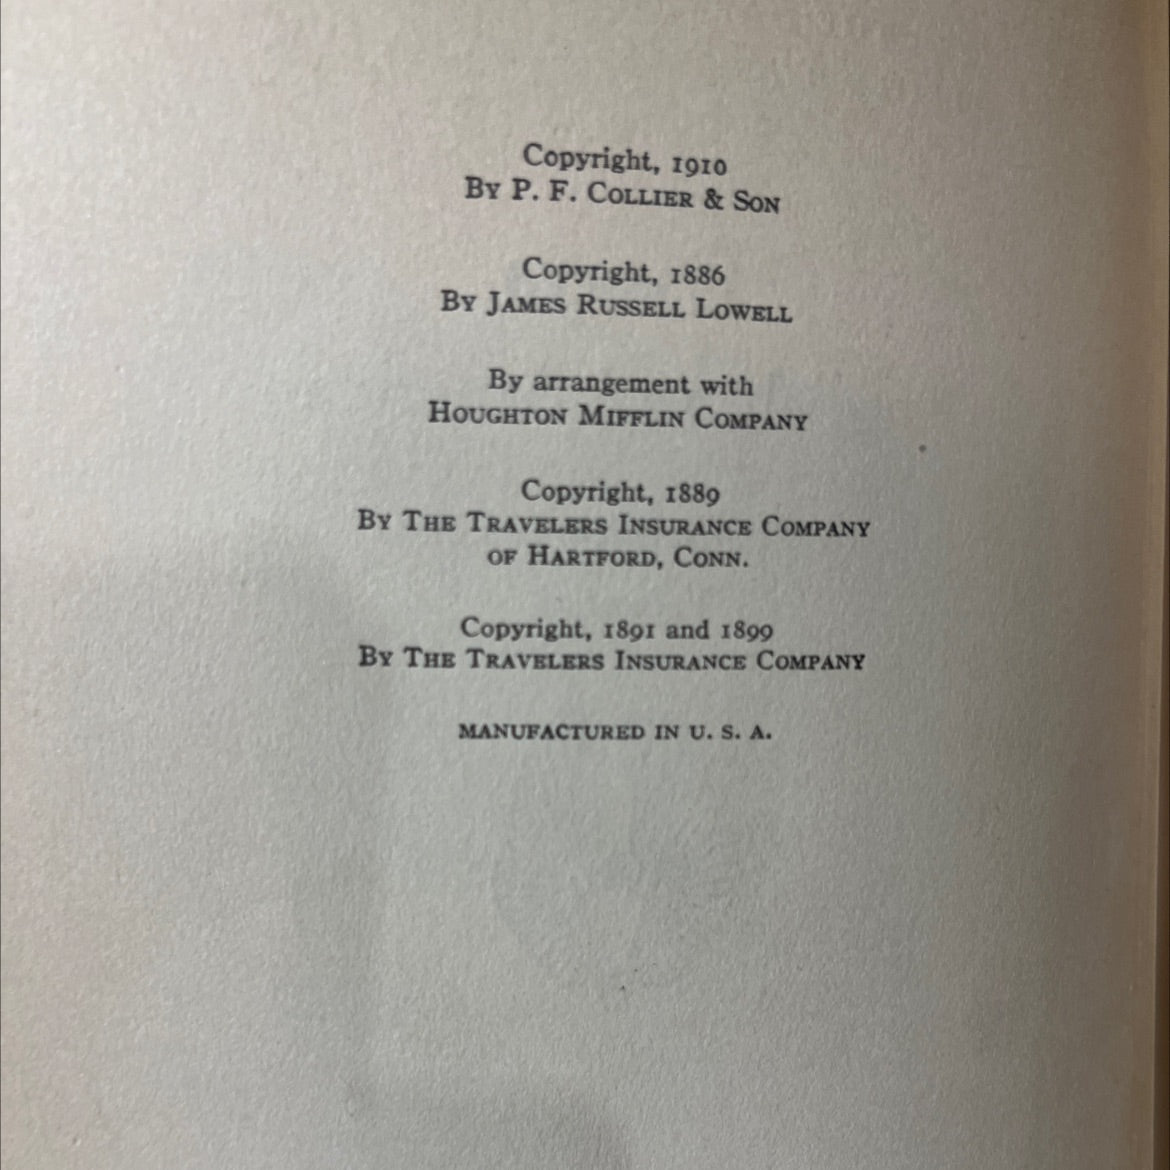 Copyright, 1910
By P. F. Collier & Son
Copyright, 1886
By James Russell Lowell
By arrangement with
Houghton Mifflin Company
Copyright, 1889
By The Travelers Insurance Company
of Hartford, Conn.
Copyright, 1891 and 1899
By The Travelers Insurance Company
MANUFACTURED IN U. S. A.